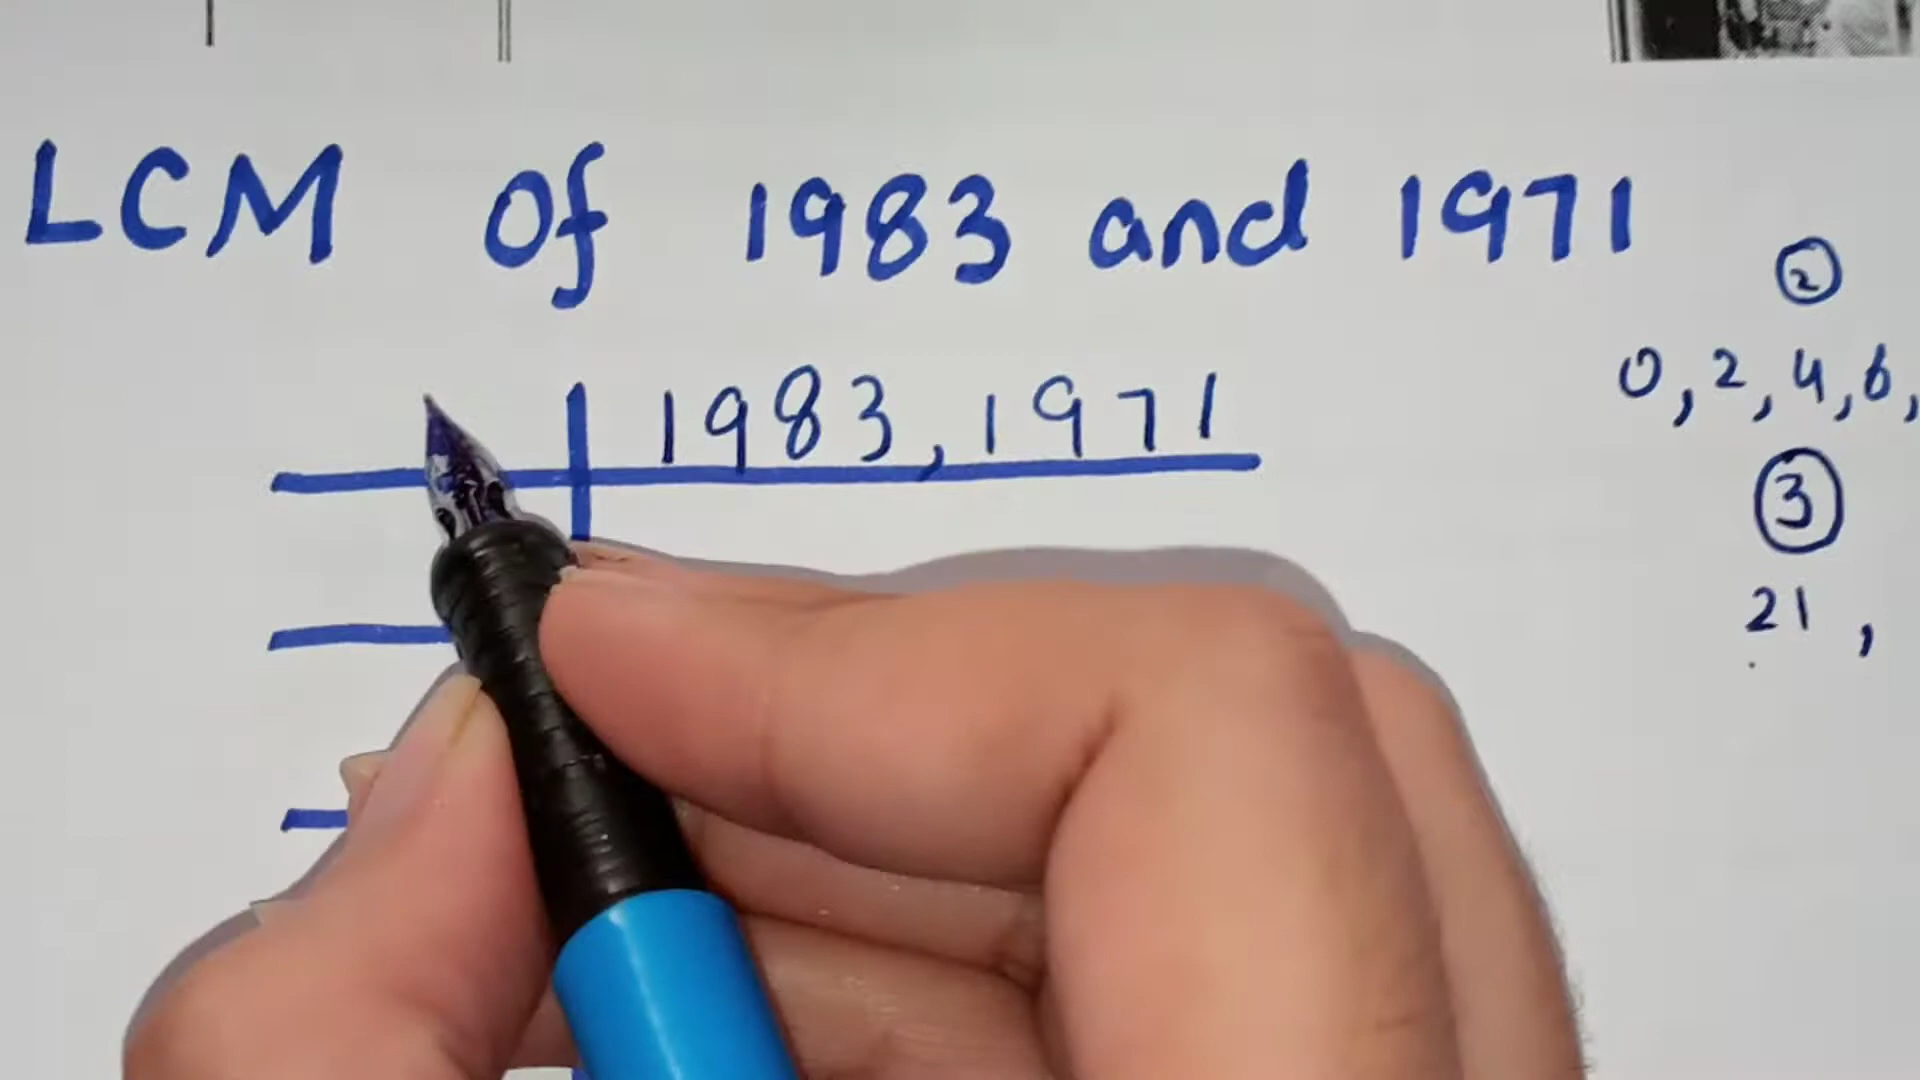 LCM Of 1983 and 1971
②
1983, 1971
0, 2, 4, 6,
③
21,